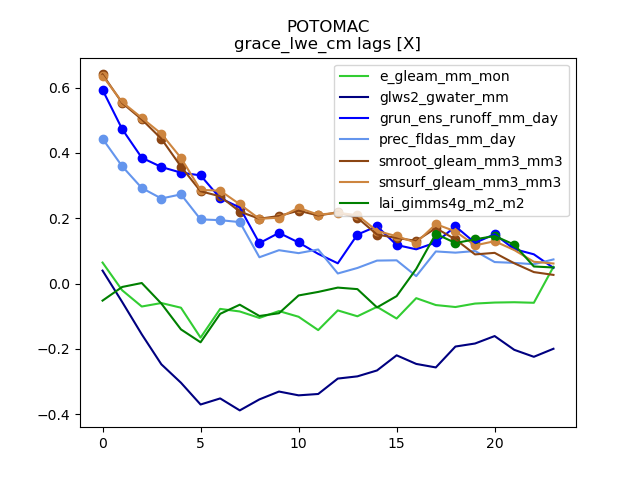 POTOMAC
grace_lwe_cm lags [X]
e_gleam_mm_mon
glws2_gwater_mm
grun_ens_runoff_mm_day
prec_fldas_mm_day
smroot_gleam_mm3_mm3
smsurf_gleam_mm3_mm3
lai_gimms4g_m2_m2
0.6
0.4
0.2
0.0
−0.2
−0.4
0 5 10 15 20